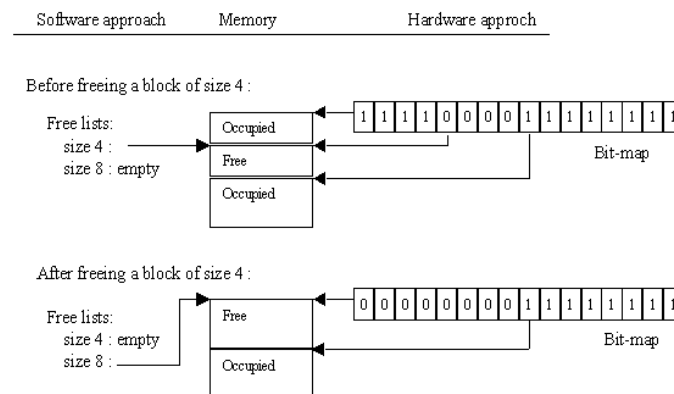 Software approach Memory Hardware approch
Before freeing a block of size 4 :
Free lists:
size 4 :
size 8 : empty
Occupied
Free
Occupied
1 1 1 1 0 0 0 0 1 1 1 1 1 1 1 1
Bit-map
After freeing a block of size 4 :
Free lists:
size 4 : empty
size 8 :
Free
Occupied
0 0 0 0 0 0 0 0 1 1 1 1 1 1 1 1
Bit-map